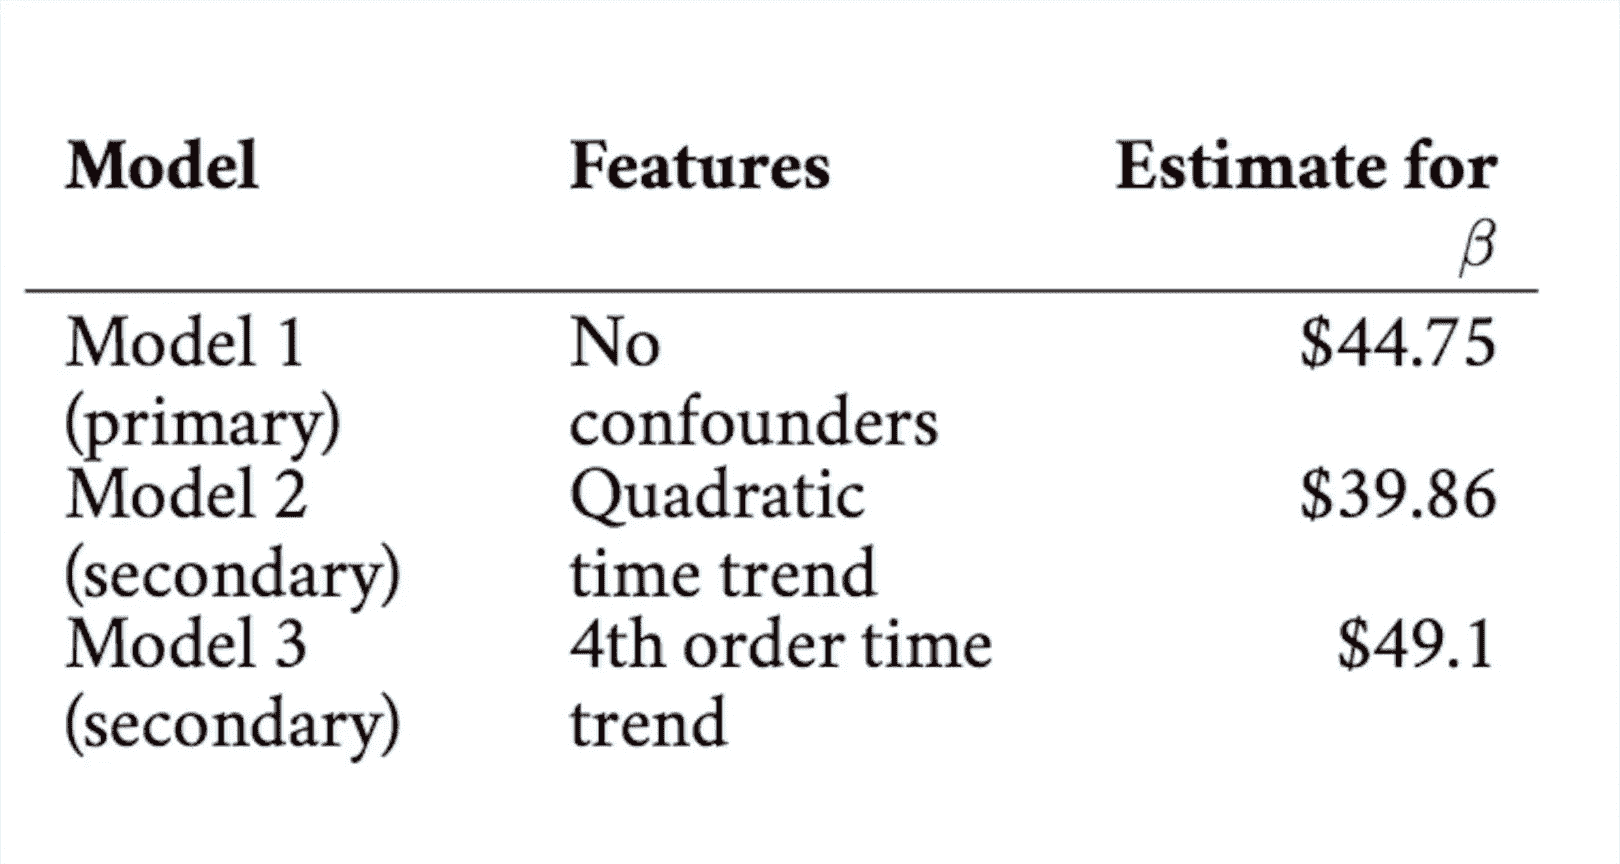 Model Features Estimate for
β
Model 1 No $44.75
(primary) confounders
Model 2 Quadratic $39.86
(secondary) time trend
Model 3 4th order time $49.1
(secondary) trend